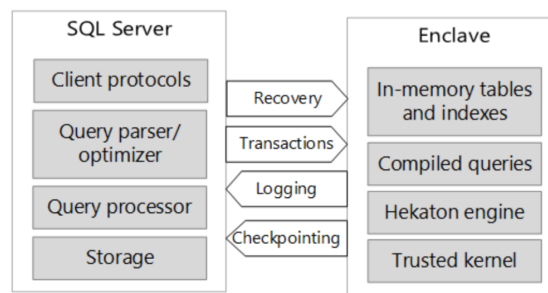 SQL Server
Client protocols
Query parser/
optimizer
Query processor
Storage
Recovery
Transactions
Logging
Checkpointing
Enclave
In-memory tables
and indexes
Compiled queries
Hekaton engine
Trusted kernel